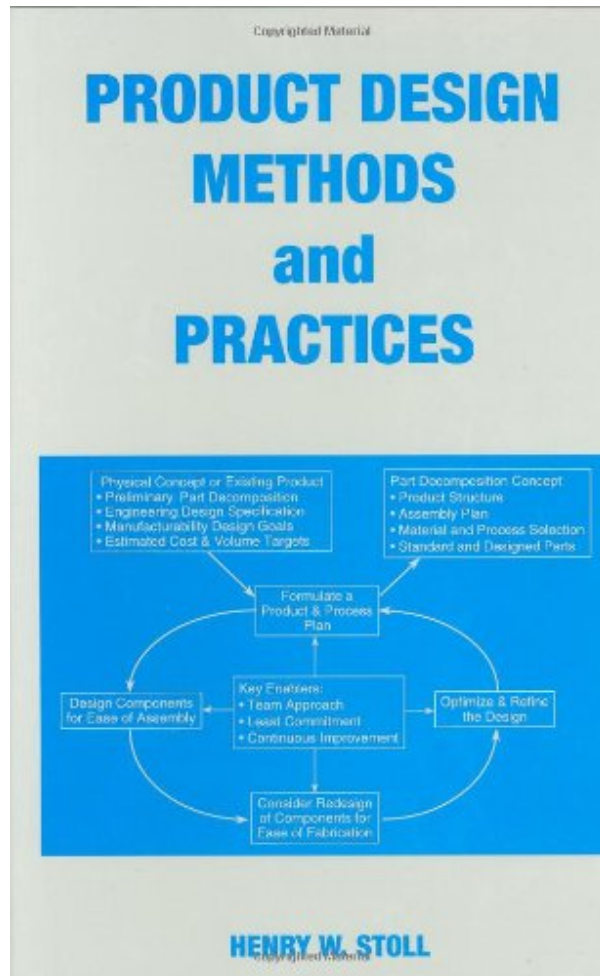 Copyrighted Material
PRODUCT DESIGN
METHODS
and
PRACTICES
Physical Concept or Existing Product
• Preliminary Part Decomposition
• Engineering Design Specification
• Manufacturability Design Goals
• Estimated Cost & Volume Targets
Part Decomposition Concept
• Product Structure
• Assembly Plan
• Material and Process Selection
• Standard and Designed Parts
Formulate a
Product & Process
Plan
Design Components
for Ease of Assembly
Key Enablers:
• Team Approach
• Least Commitment
• Continuous Improvement
Optimize & Refine
the Design
Consider Redesign
of Components for
Ease of Fabrication
HENRY W. STOLL
Copyrighted Material